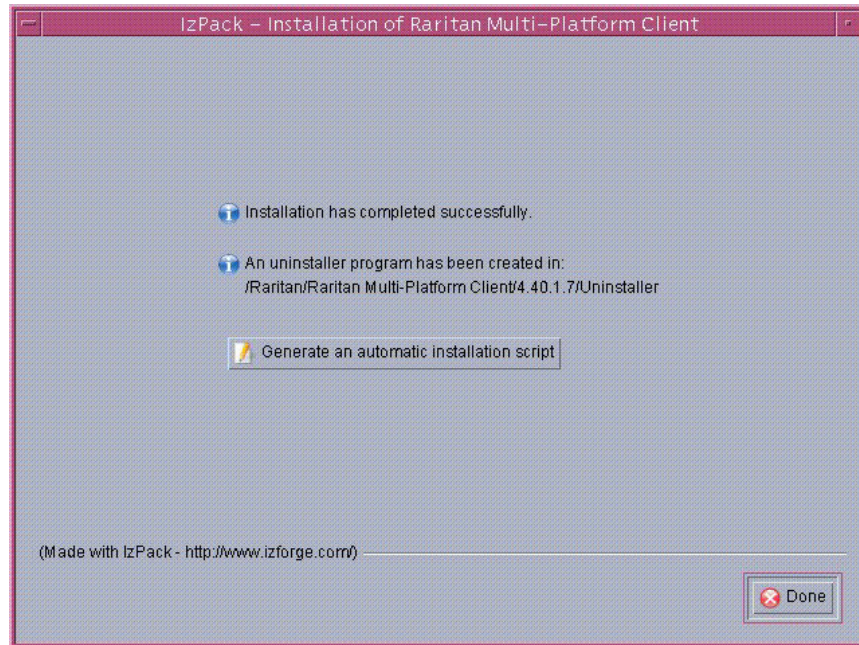 IzPack – Installation of Raritan Multi–Platform Client
Installation has completed successfully.
An uninstaller program has been created in:
/Raritan/Raritan Multi-Platform Client/4.40.1.7/Uninstaller
Generate an automatic installation script
(Made with IzPack - http://www.izforge.com/)
Done